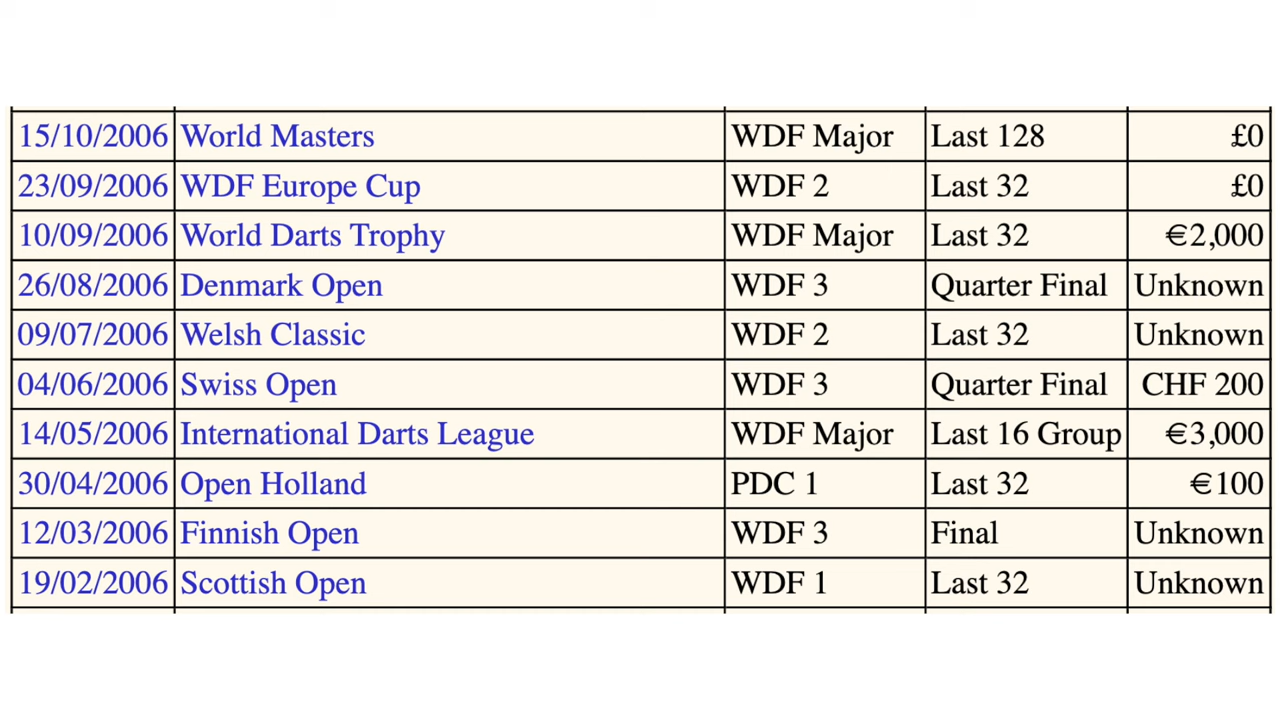 15/10/2006 World Masters WDF Major Last 128 £0
23/09/2006 WDF Europe Cup WDF 2 Last 32 £0
10/09/2006 World Darts Trophy WDF Major Last 32 €2,000
26/08/2006 Denmark Open WDF 3 Quarter Final Unknown
09/07/2006 Welsh Classic WDF 2 Last 32 Unknown
04/06/2006 Swiss Open WDF 3 Quarter Final CHF 200
14/05/2006 International Darts League WDF Major Last 16 Group €3,000
30/04/2006 Open Holland PDC 1 Last 32 €100
12/03/2006 Finnish Open WDF 3 Final Unknown
19/02/2006 Scottish Open WDF 1 Last 32 Unknown